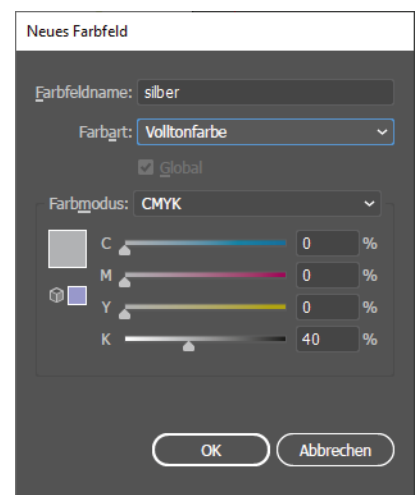 Neues Farbfeld
Farbfeldname: silber
Farbart: Volltonfarbe
Global
Farbmodus: CMYK
C 0 %
M 0 %
Y 0 %
K 40 %
OK Abbrechen